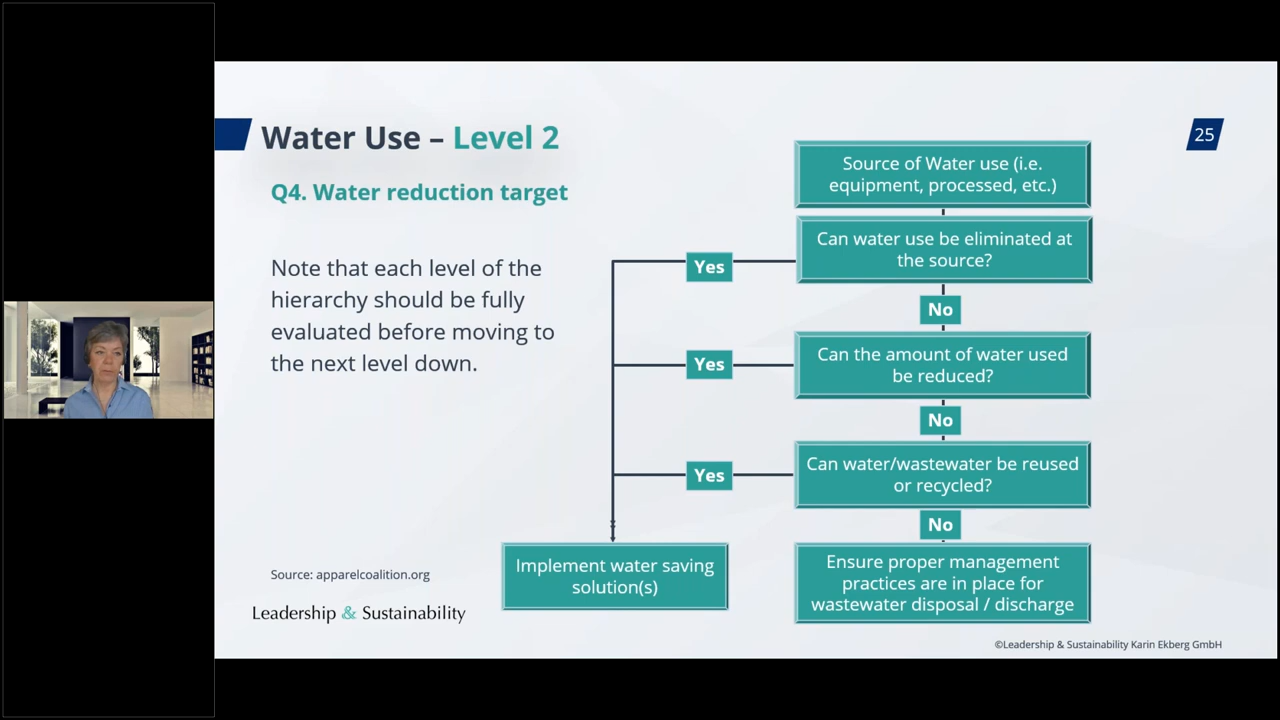 Water Use – Level 2
25
Q4. Water reduction target
Note that each level of the
hierarchy should be fully
evaluated before moving to
the next level down.
Source of Water use (i.e.
equipment, processed, etc.)
Can water use be eliminated at
the source?
Yes
No
Can the amount of water used
be reduced?
Yes
No
Can water/wastewater be reused
or recycled?
Yes
No
Implement water saving
solution(s)
Ensure proper management
practices are in place for
wastewater disposal / discharge
Source: apparelcoalition.org
Leadership & Sustainability
©Leadership & Sustainability Karin Ekberg GmbH